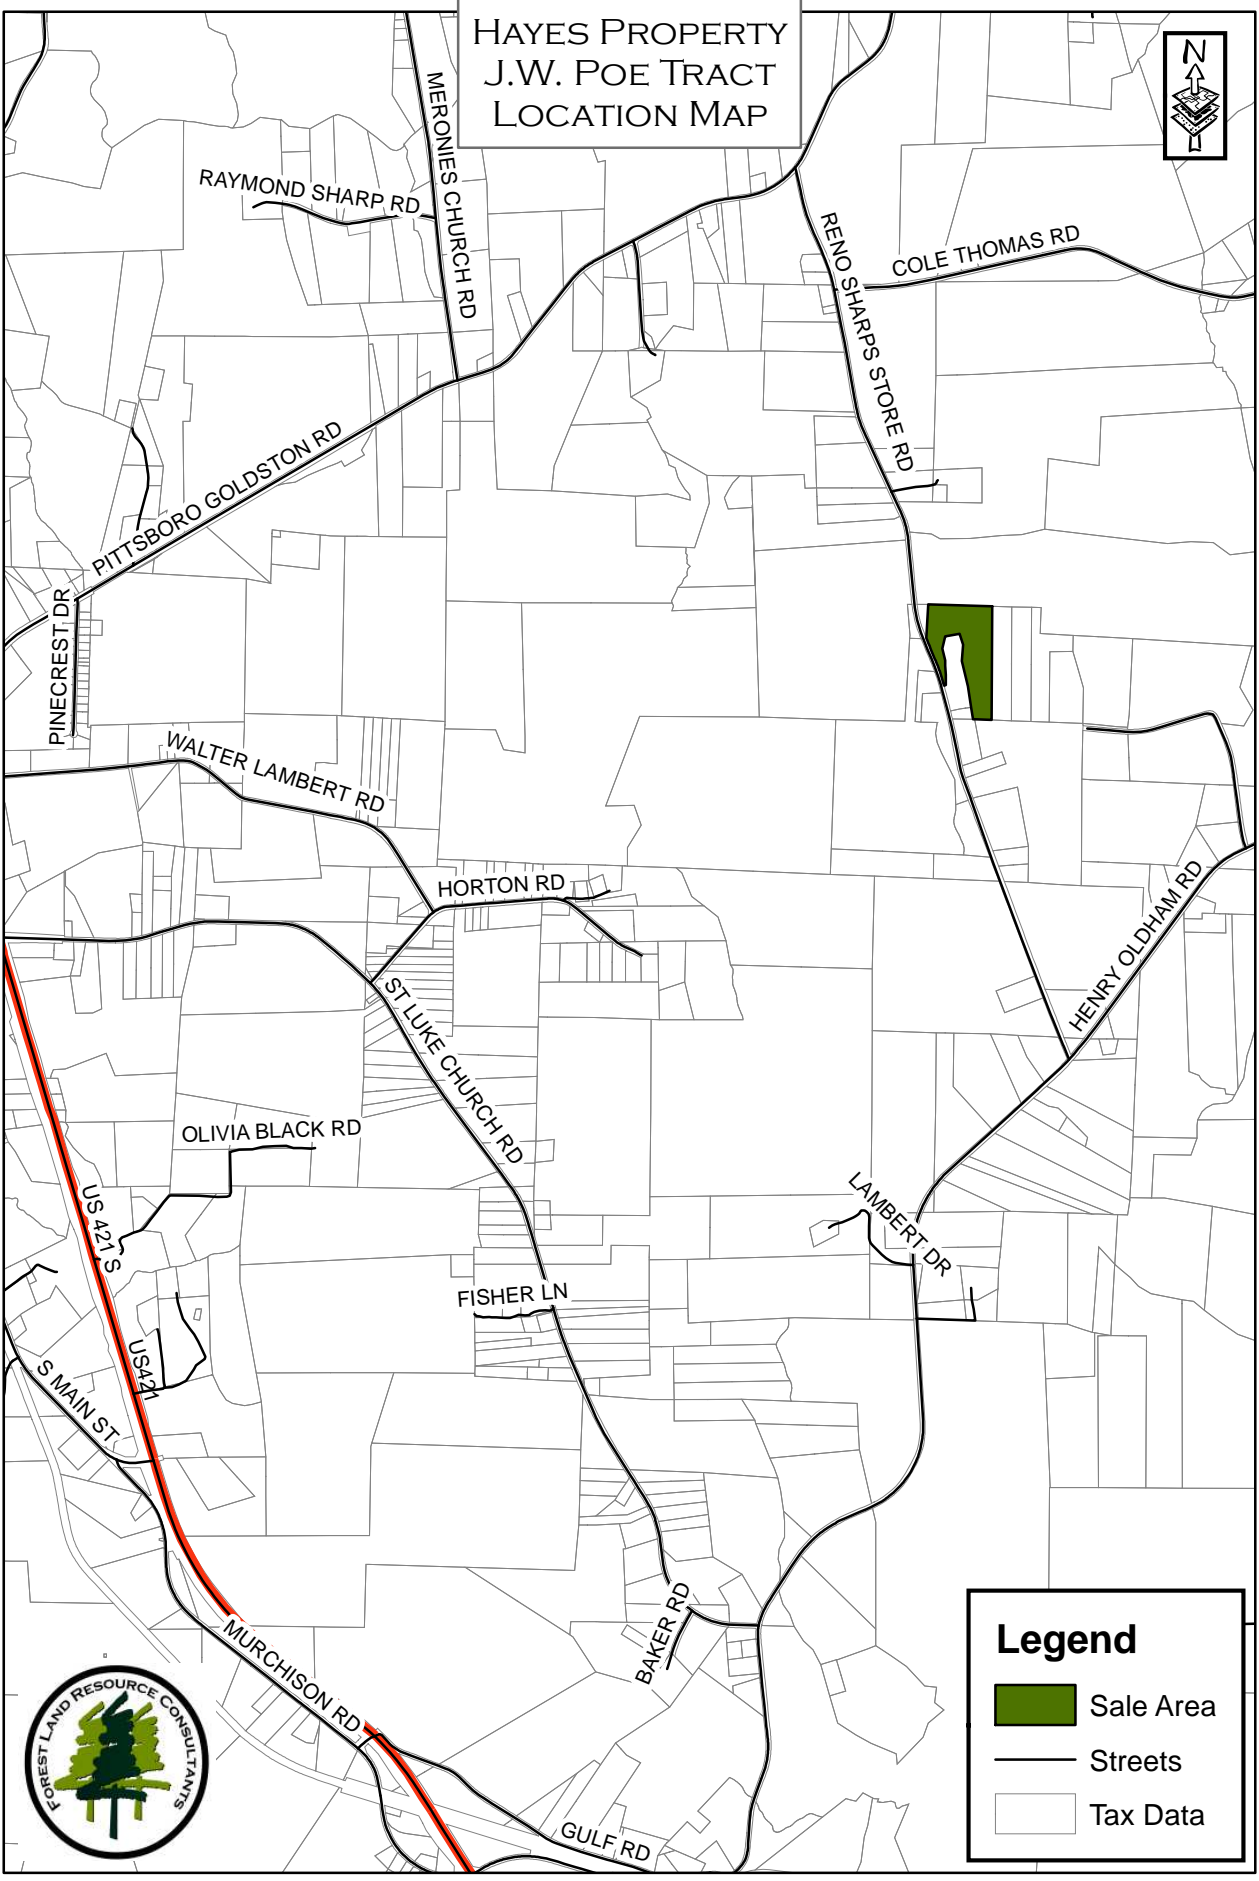 HAYES PROPERTY
J.W. POE TRACT
LOCATION MAP
N
MERONIES CHURCH RD
RAYMOND SHARP RD
RENO SHARPS STORE RD
COLE THOMAS RD
PITTSBORO GOLDSTON RD
PINECREST DR
WALTER LAMBERT RD
HORTON RD
HENRY OLDHAM RD
ST LUKE CHURCH RD
OLIVIA BLACK RD
US 421 S
LAMBERT DR
FISHER LN
US421
S MAIN ST
BAKER RD
MURCHISON RD
GULF RD
Legend
Sale Area
Streets
Tax Data
FOREST LAND RESOURCE CONSULTANTS